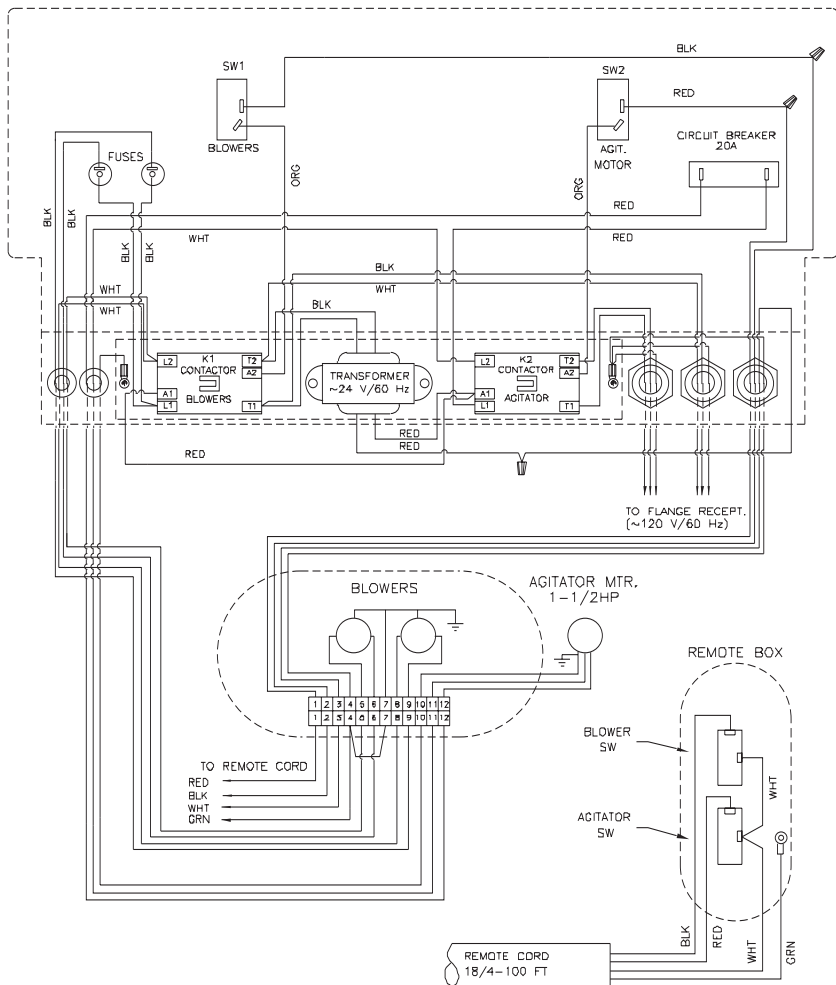 BLK
SW1
SW2
RED
CIRCUIT BREAKER
20A
BLOWERS
AGIT.
MOTOR
FUSES
ORG
ORG
BLK
BLK
RED
WHT
RED
BLK
BLK
BLK
WHT
WHT
WHT
BLK
L2
K1
CONTACTOR
T2
A2
A1
L1
BLOWERS
T1
TRANSFORMER
~24 V/60 Hz
L2
K2
CONTACTOR
T2
A2
A1
L1
AGITATOR
T1
RED
RED
RED
TO FLANGE RECEPT.
(~120 V/60 Hz)
BLOWERS
AGITATOR MTR.
1-1/2HP
REMOTE BOX
1 2 3 4 5 6 7 8 9 10 11 12
1 2 3 4 5 6 7 8 9 10 11 12
BLOWER
SW
WHT
TO REMOTE CORD
RED
BLK
WHT
GRN
AGITATOR
SW
BLK
RED
WHT
GRN
REMOTE CORD
18/4-100 FT